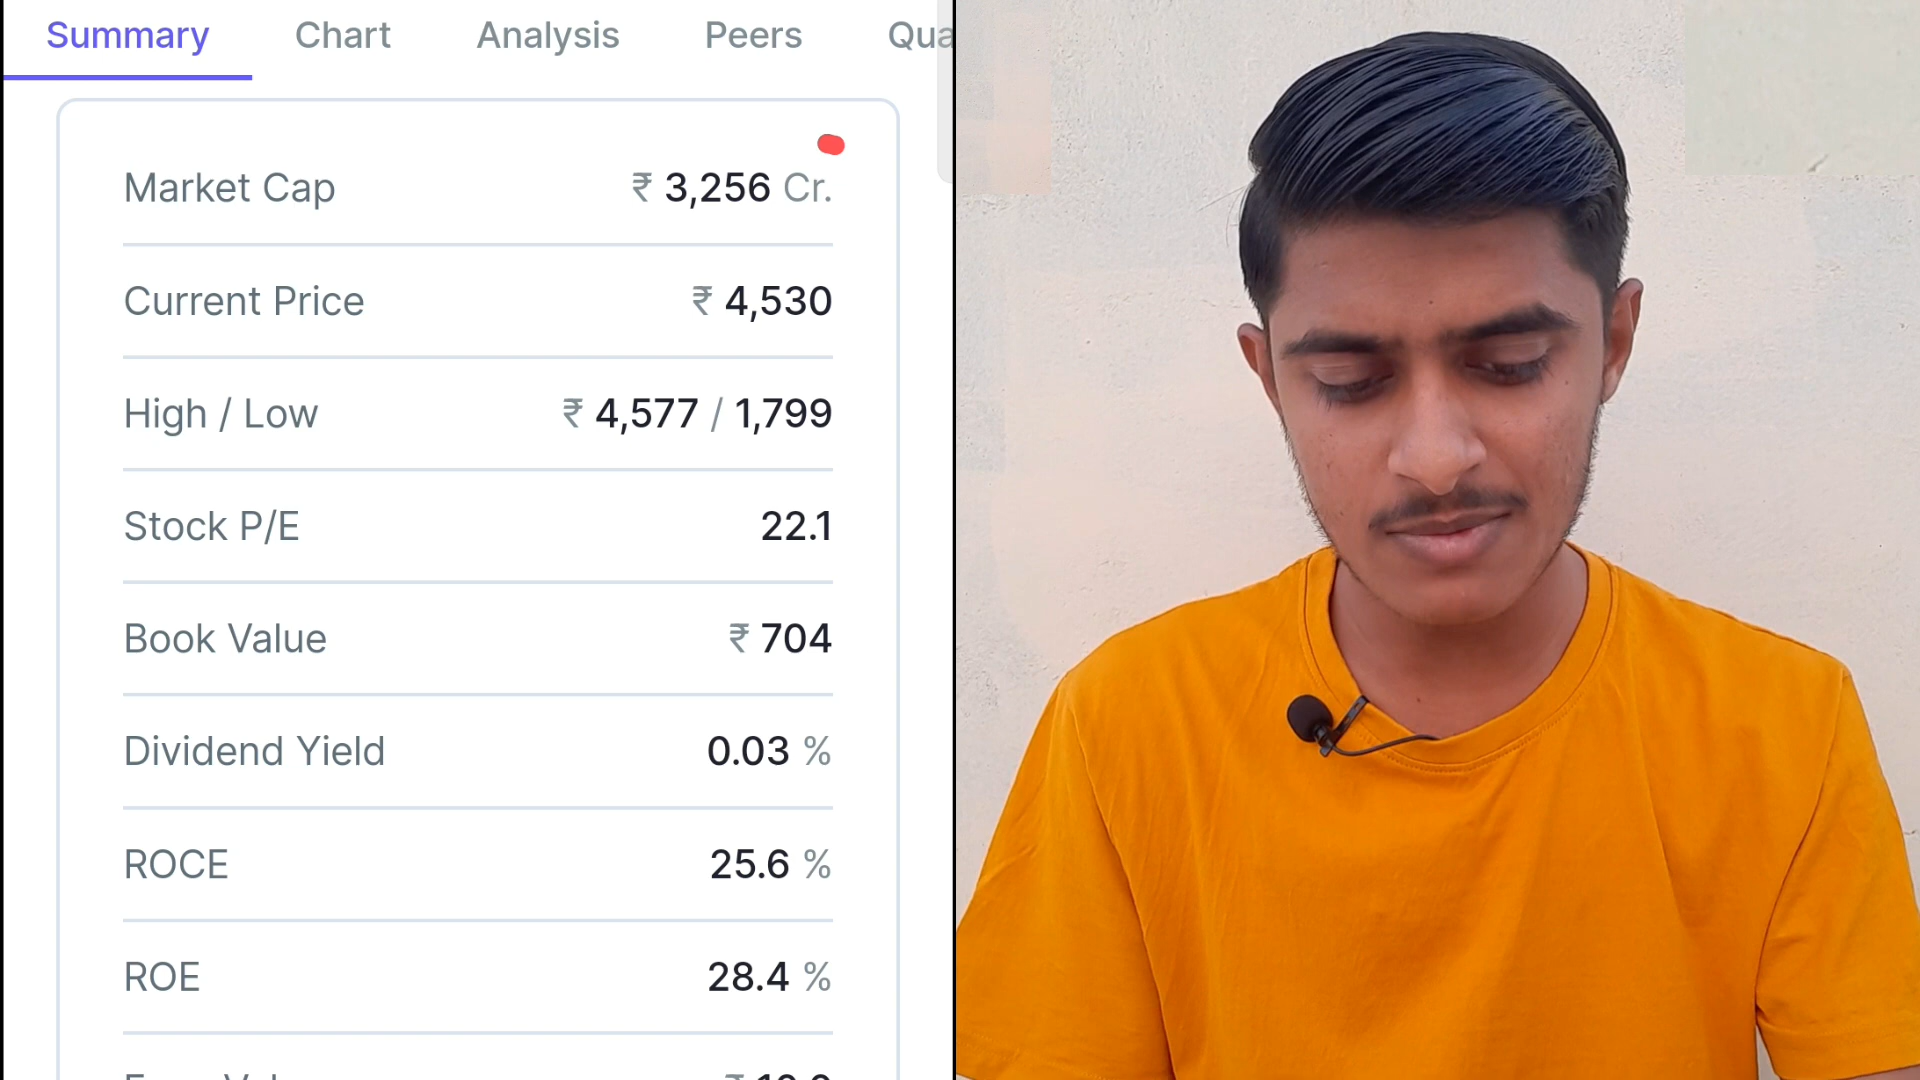 Summary Chart Analysis Peers
Market Cap ₹ 3,256 Cr.
Current Price ₹ 4,530
High / Low ₹ 4,577 / 1,799
Stock P/E 22.1
Book Value ₹ 704
Dividend Yield 0.03 %
ROCE 25.6 %
ROE 28.4 %